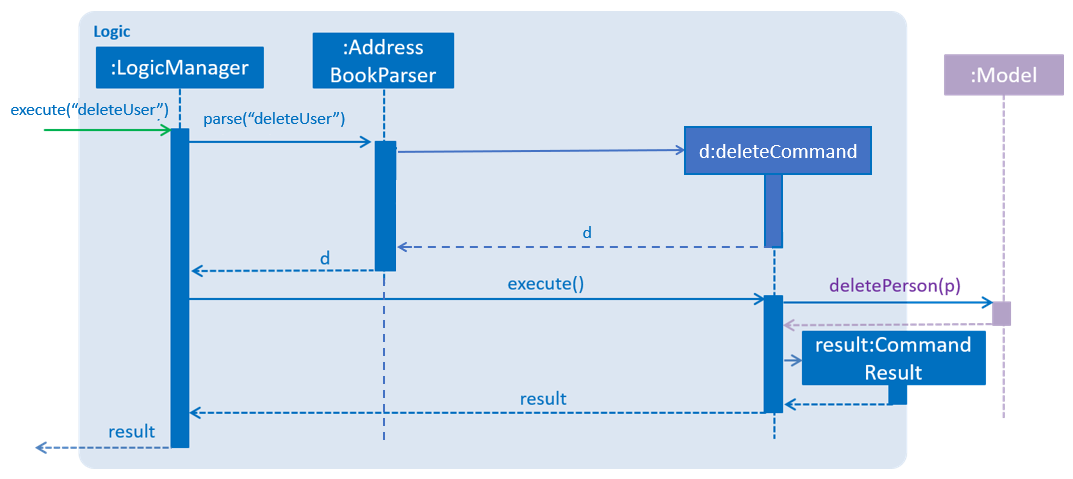 Logic
:LogicManager
:Address
BookParser
:Model
execute(“deleteUser”)
parse(“deleteUser”)
d:deleteCommand
d
d
execute()
deletePerson(p)
result:Command
Result
result
result